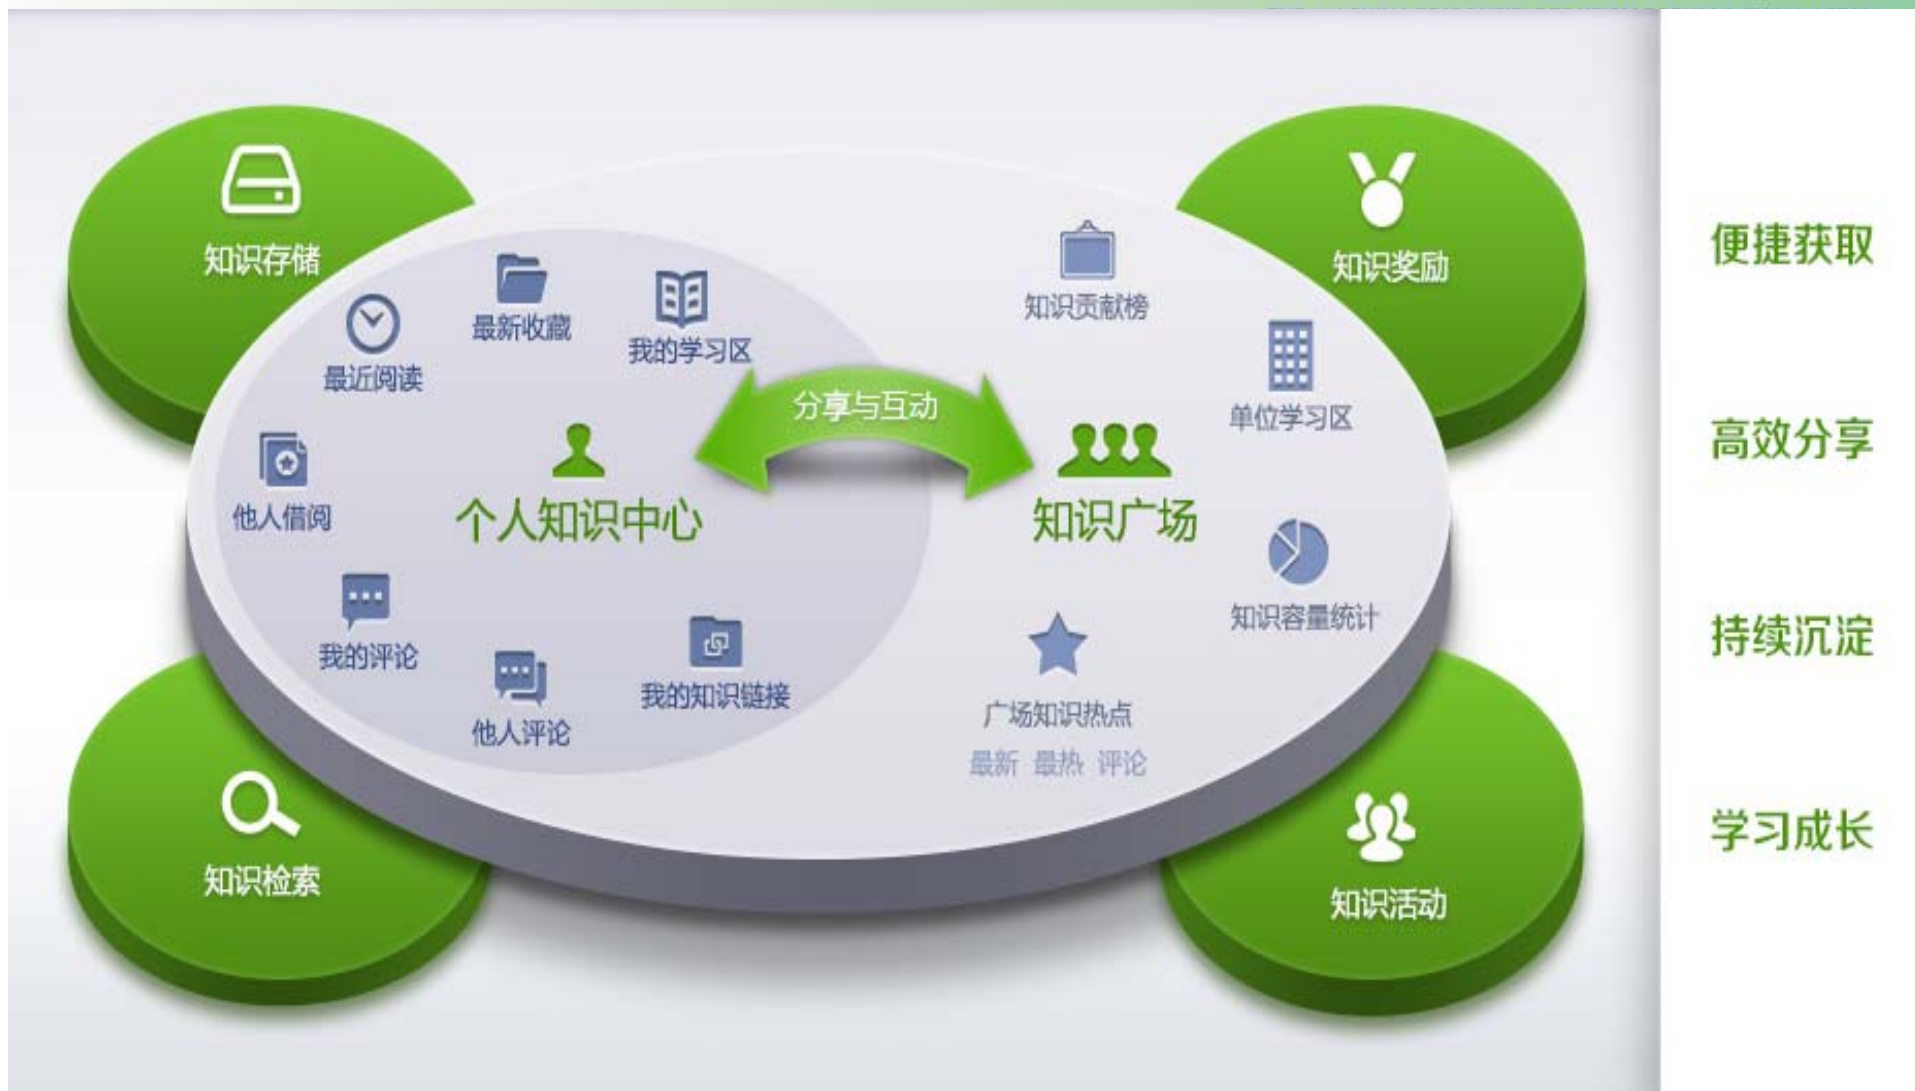 知识存储
知识奖励
最近阅读
最新收藏
我的学习区
知识贡献榜
单位学习区
分享与互动
他人借阅
个人知识中心
知识广场
知识容量统计
我的评论
他人评论
我的知识链接
广场知识热点
最新 最热 评论
知识检索
知识活动
便捷获取
高效分享
持续沉淀
学习成长